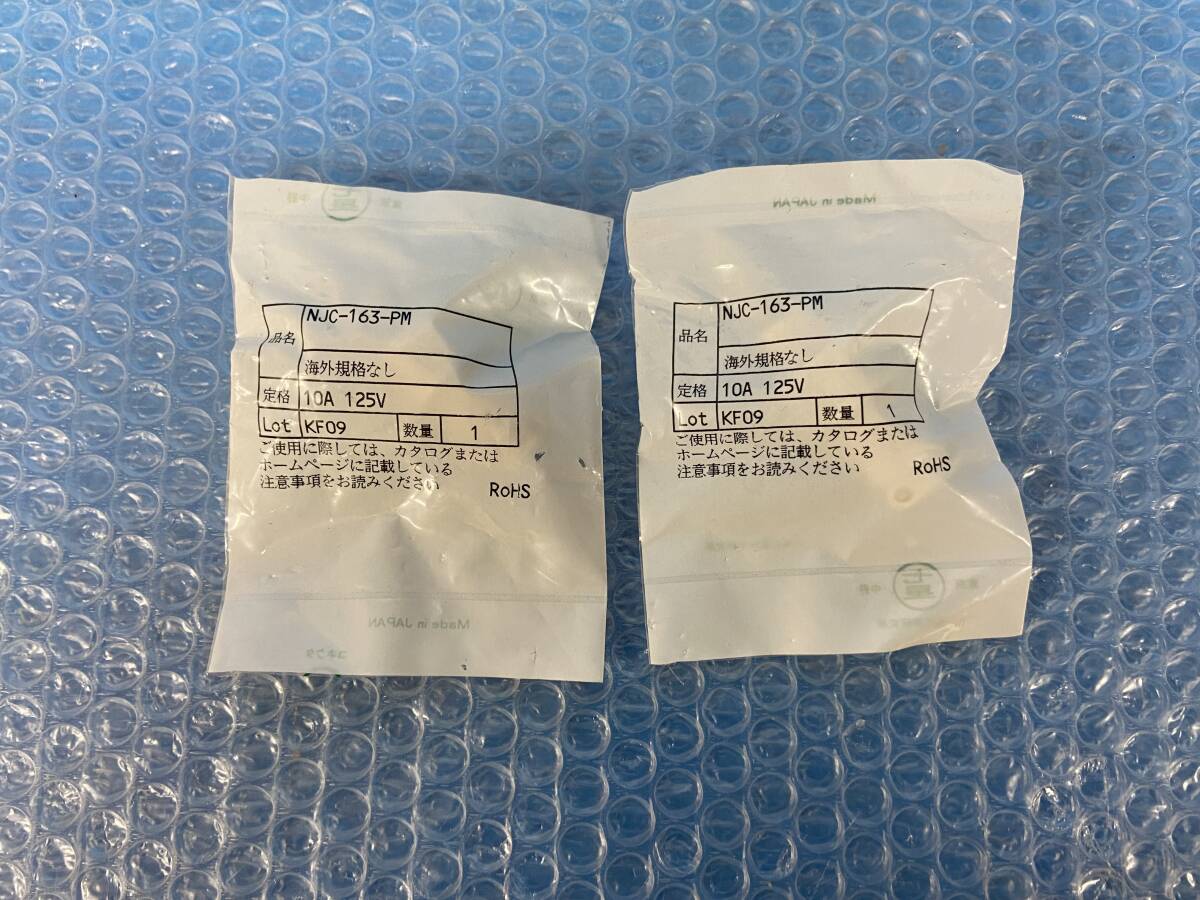 NJC-163-PM
品名
海外規格なし
定格 10A 125V
Lot KF09 数量 1
ご使用に際しては、カタログまたは
ホームページに記載している
注意事項をお読みください
RoHS
Made in JAPAN
コネクタ
Made in JAPAN
NJC-163-PM
品名
海外規格なし
定格 10A 125V
Lot KF09 数量 1
ご使用に際しては、カタログまたは
ホームページに記載している
注意事項をお読みください
RoHS